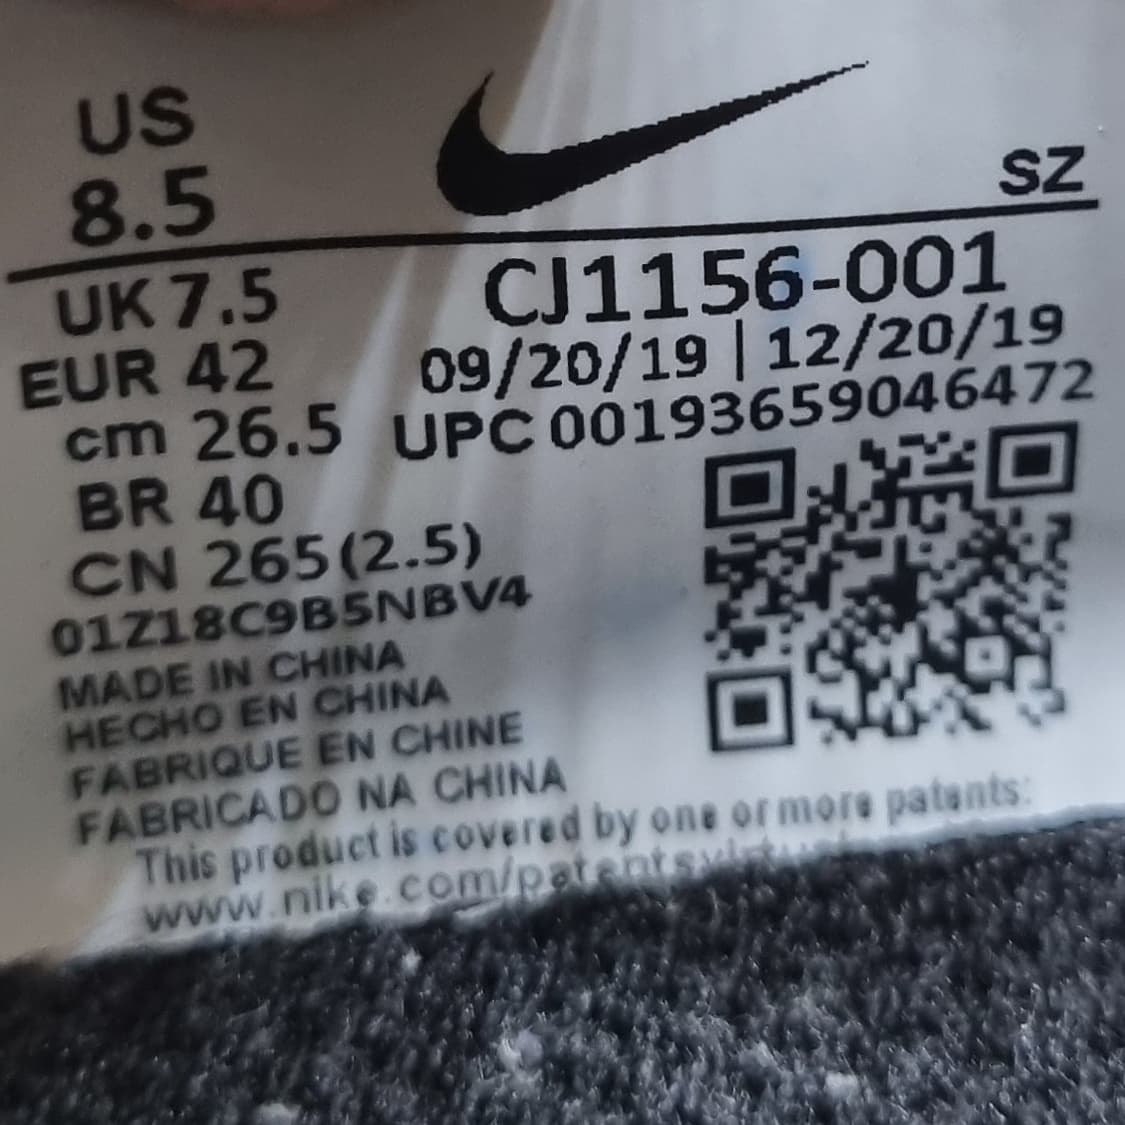 US
8.5
SZ
UK 7.5
CJ1156-001
EUR 42
09/20/19 | 12/20/19
cm 26.5
UPC 00193659046472
BR 40
CN 265(2.5)
01Z18C9B5NBV4
MADE IN CHINA
HECHO EN CHINA
FABRIQUE EN CHINE
FABRICADO NA CHINA
This product is covered by one or more patents: